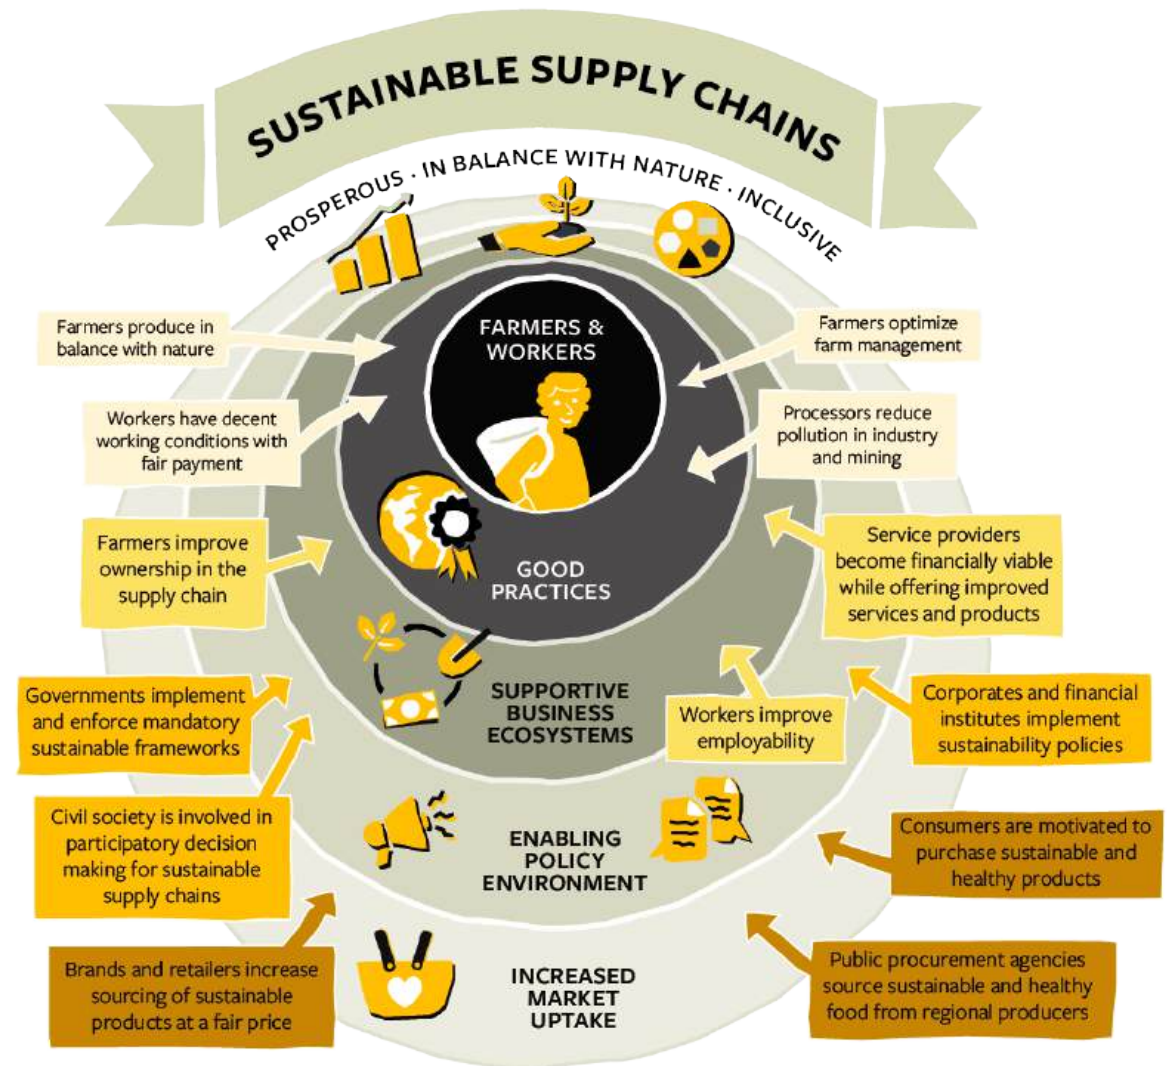 SUSTAINABLE SUPPLY CHAINS
PROSPEROUS · IN BALANCE WITH NATURE · INCLUSIVE
FARMERS &
WORKERS
Farmers produce in
balance with nature
Farmers optimize
farm management
Workers have decent
working conditions with
fair payment
Processors reduce
pollution in industry
and mining
GOOD
PRACTICES
Farmers improve
ownership in the
supply chain
Service providers
become financially viable
while offering improved
services and products
SUPPORTIVE
BUSINESS
ECOSYSTEMS
Workers improve
employability
Governments implement
and enforce mandatory
sustainable frameworks
Corporates and financial
institutes implement
sustainability policies
Civil society is involved in
participatory decision
making for sustainable
supply chains
ENABLING
POLICY
ENVIRONMENT
Consumers are motivated to
purchase sustainable and
healthy products
Brands and retailers increase
sourcing of sustainable
products at a fair price
INCREASED
MARKET
UPTAKE
Public procurement agencies
source sustainable and healthy
food from regional producers